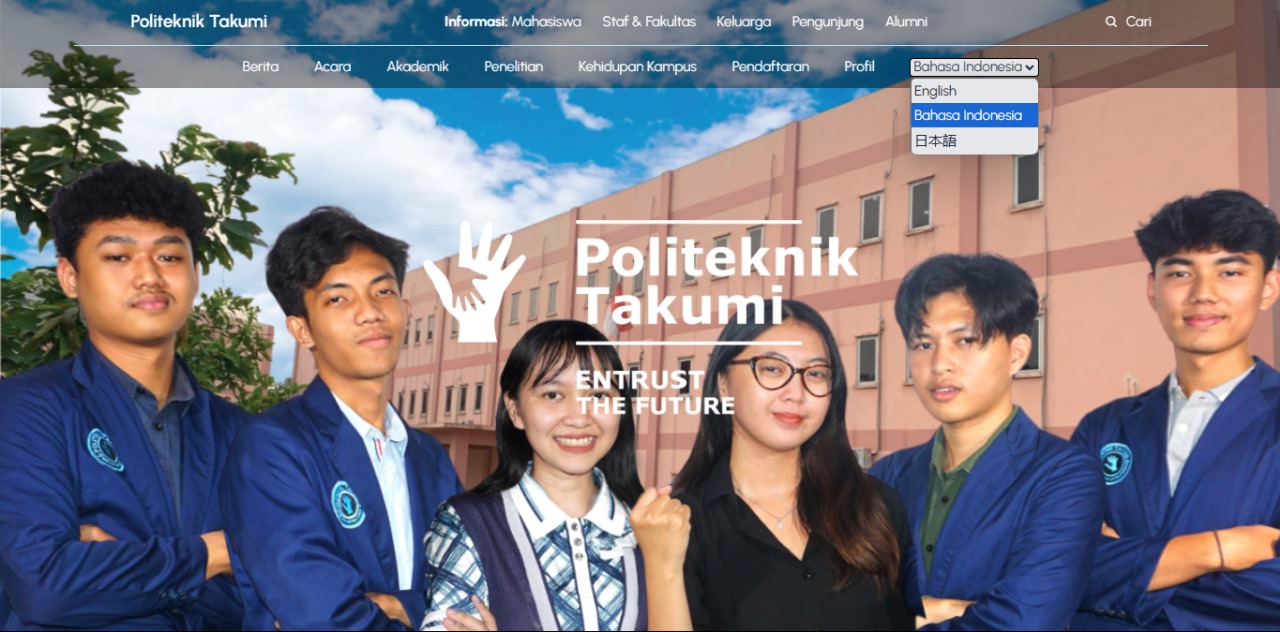 Politeknik Takumi
Informasi: Mahasiswa Staf & Fakultas Keluarga Pengunjung Alumni
Cari
Berita Acara Akademik Penelitian Kehidupan Kampus Pendaftaran Profil Bahasa Indonesia
English
Bahasa Indonesia
日本語
Politeknik
Takumi
ENTRUST
THE FUTURE